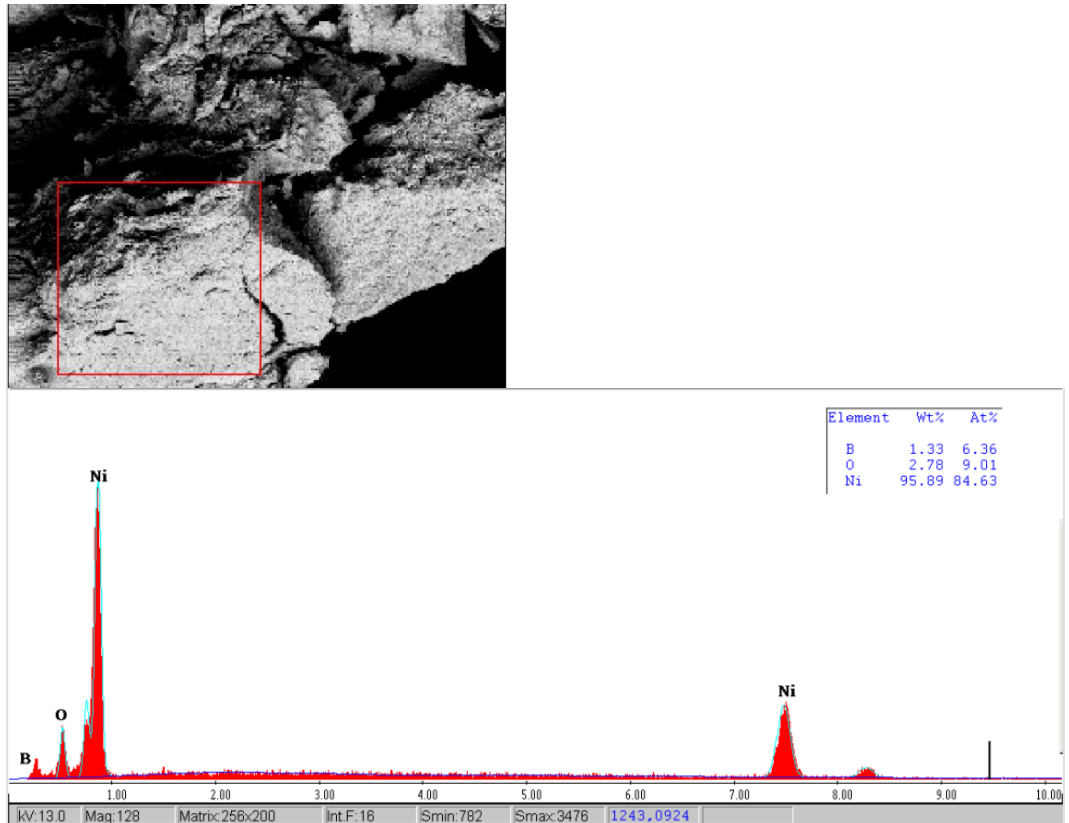 Element Wt% At%
B 1.33 6.36
O 2.78 9.01
Ni 95.89 84.63
Ni
O
B
Ni
1.00 2.00 3.00 4.00 5.00 6.00 7.00 8.00 9.00 10.00
kV:13.0 Mag:128 Matrix:256x200 Int.F:16 Smin:782 Smax:3476 1243,0924